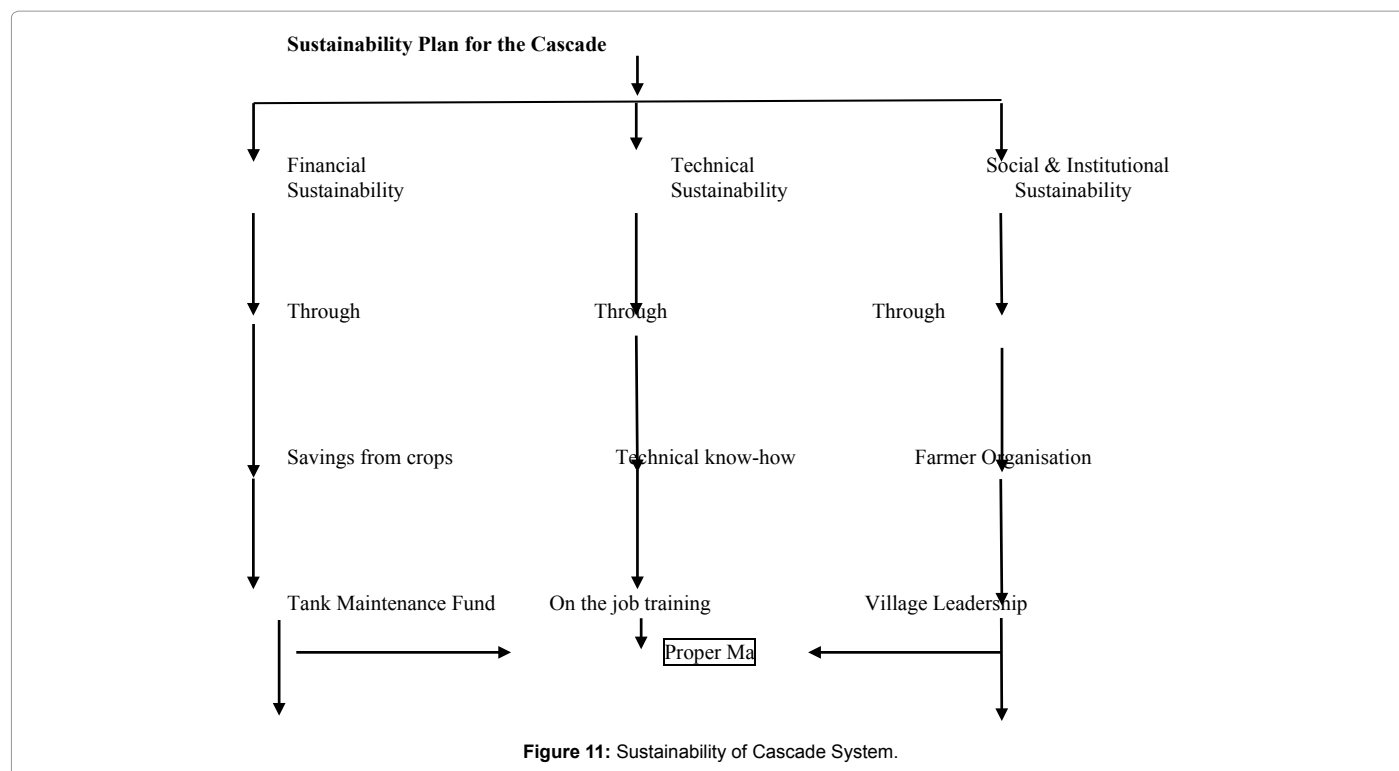 Sustainability Plan for the Cascade
Financial
Sustainability
Technical
Sustainability
Social & Institutional
Sustainability
Through
Through
Through
Savings from crops
Technical know-how
Farmer Organisation
Tank Maintenance Fund
On the job training
Village Leadership
Proper Ma
Figure 11: Sustainability of Cascade System.